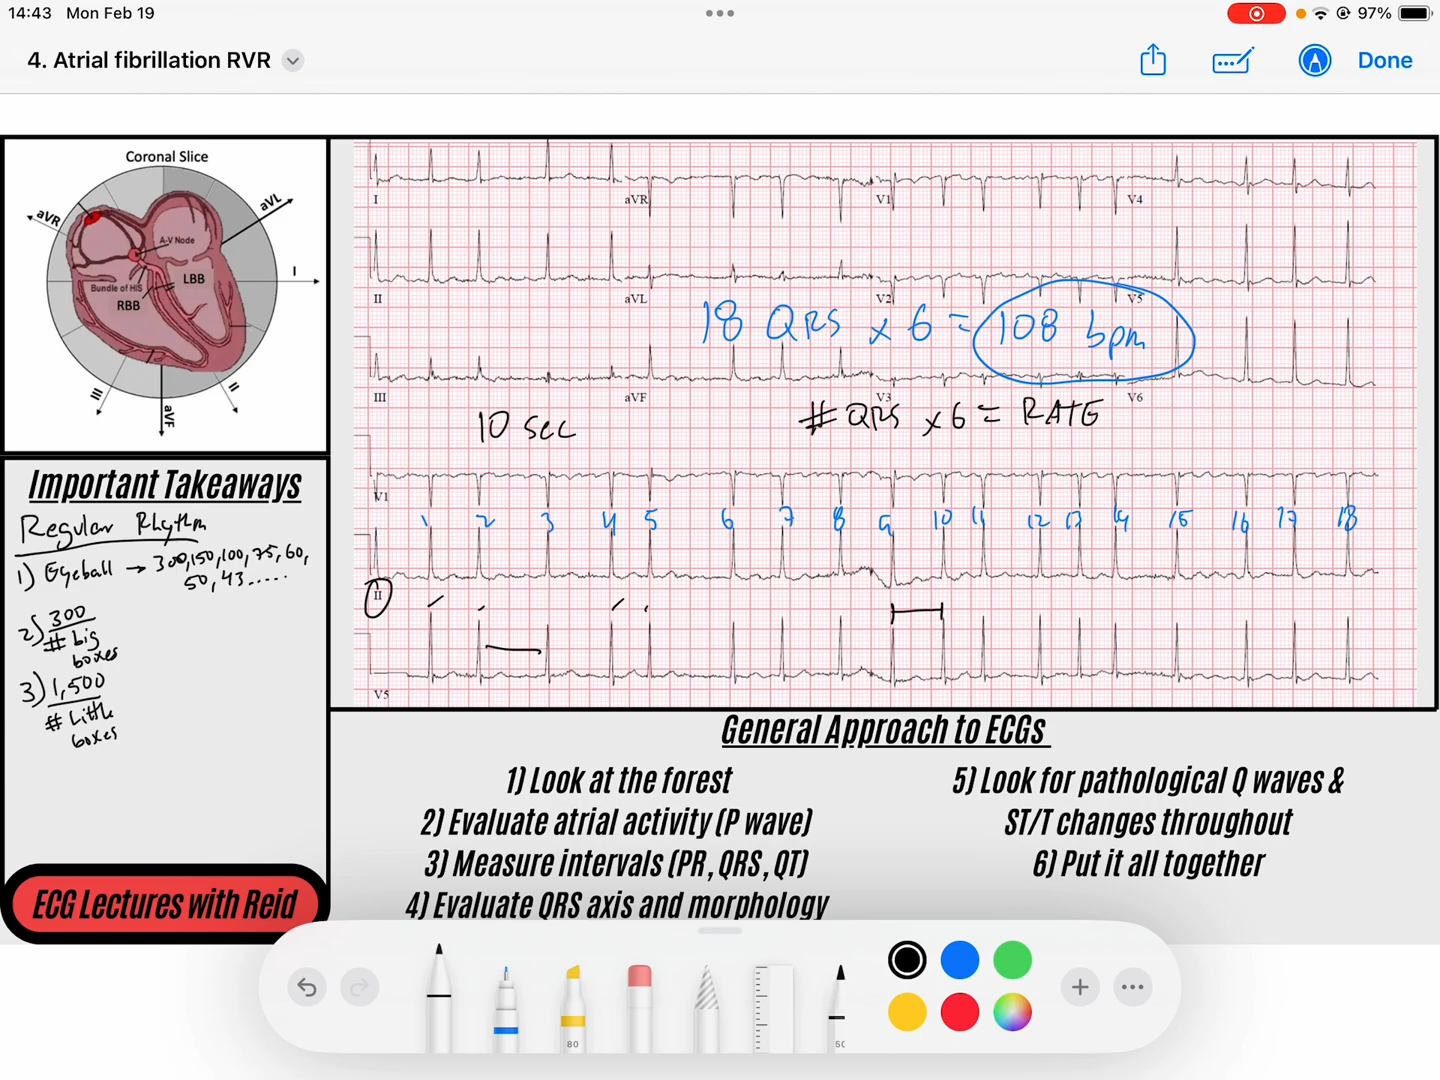 14:43 Mon Feb 19
97%
4. Atrial fibrillation RVR
Done
Coronal Slice
aVR
aVL
A-V Node
I
Bundle of HIS
LBB
RBB
III
aVF
II
Important Takeaways
Regular Rhythm
1) Eyeball → 300,150,100,75,60,
50,43.....
2) 300
# big
boxes
3) 1,500
# Little
boxes
ECG Lectures with Reid
I aVR V1 V4
II aVL V2 V5
18 QRS x 6 = 108 bpm
III aVF V3 V6
10 sec
#QRS x 6 = RATE
V1
1 2 3 4 5 6 7 8 9 10 11 12 13 14 15 16 17 18
II
V5
General Approach to ECGs
1) Look at the forest
2) Evaluate atrial activity (P wave)
3) Measure intervals (PR, QRS, QT)
4) Evaluate QRS axis and morphology
5) Look for pathological Q waves &
ST/T changes throughout
6) Put it all together
80